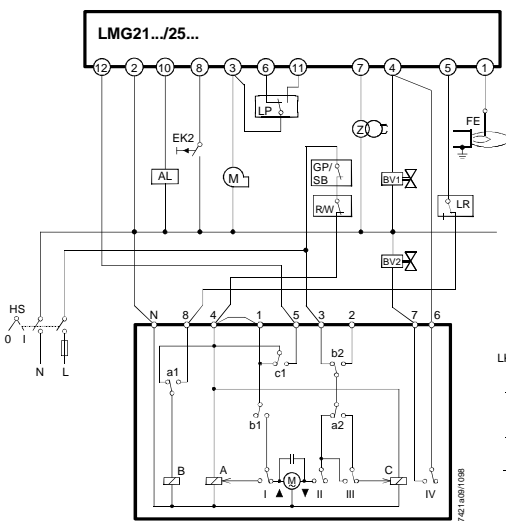 LMG21.../25...
12 2 10 8 3 6 11 7 4 5 1
LP
FE
EK2
Z
AL
M
GP/
SB
BV1
R/W
LR
BV2
HS
0 I
N L
N 8 4 1 5 3 2 7 6
b2
a1 c1
b1 a2
B A M C
I II III IV
LK
7421a09/1098